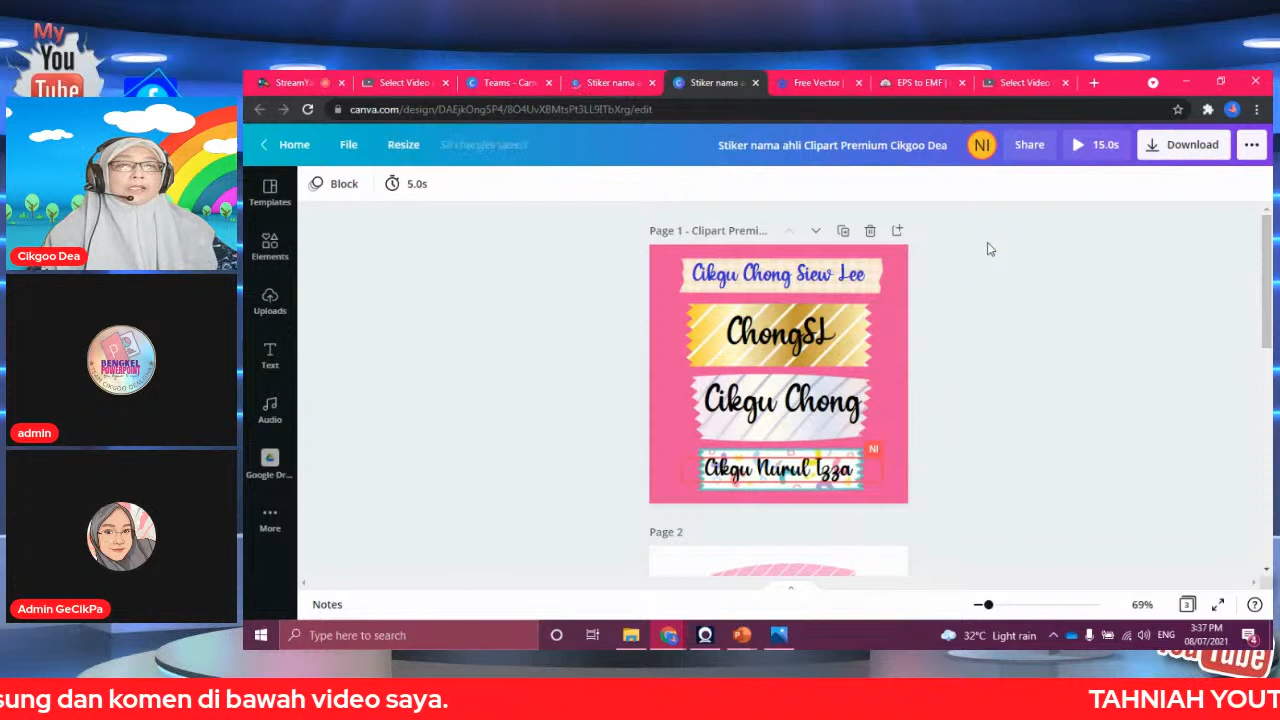 My
You
Tube
StreamYa
Select Video
Teams – Can
Stiker nama a
Stiker nama a
Free Vector |
EPS to EMF |
Select Video
canva.com/design/DAEjkOngSP4/8O4UvXBMtsPt3LL9lTbXrg/edit
Home
File
Resize
Stiker nama ahli Clipart Premium Cikgoo Dea
NI
Share
15.0s
Download
Block
5.0s
Templates
Elements
Uploads
Text
Audio
Google Dr...
More
Page 1 - Clipart Premi...
Cikgu Chong Siew Lee
ChongSL
Cikgu Chong
NI
Cikgu Nurul Izza
Page 2
Notes
69%
3
Type here to search
32°C Light rain
ENG
3:37 PM
08/07/2021
4
Cikgoo Dea
BENGKEL
POWERPOINT
admin
Admin GeCikPa
sung dan komen di bawah video saya.
TAHNIAH YOUT